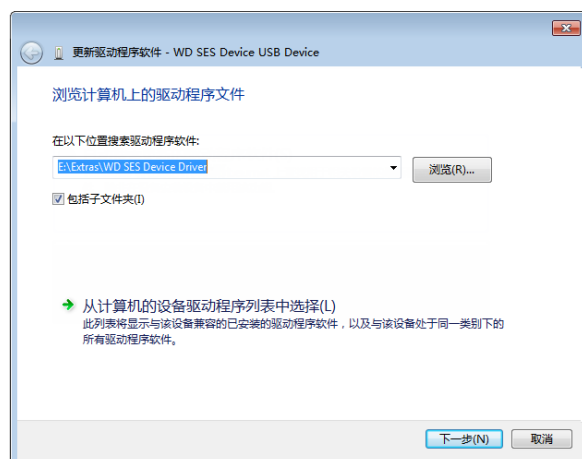 更新驱动程序软件 - WD SES Device USB Device
浏览计算机上的驱动程序文件
在以下位置搜索驱动程序软件:
E:\Extras\WD SES Device Driver
浏览(R)...
包括子文件夹(I)
从计算机的设备驱动程序列表中选择(L)
此列表将显示与该设备兼容的已安装的驱动程序软件，以及与该设备处于同一类别下的
所有驱动程序软件。
下一步(N)
取消